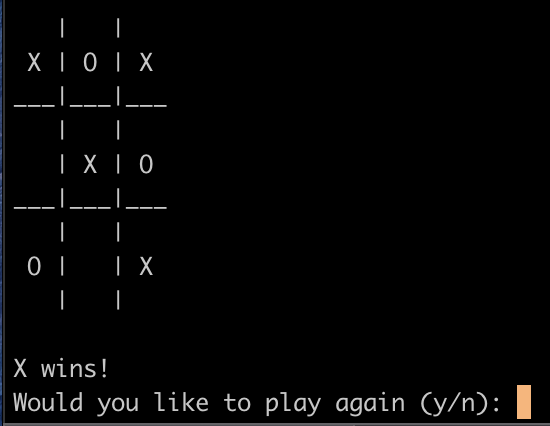 |   |
 X | O | X
___|___|___
   |   |
   | X | O
___|___|___
   |   |
 O |   | X
   |   |

X wins!
Would you like to play again (y/n):